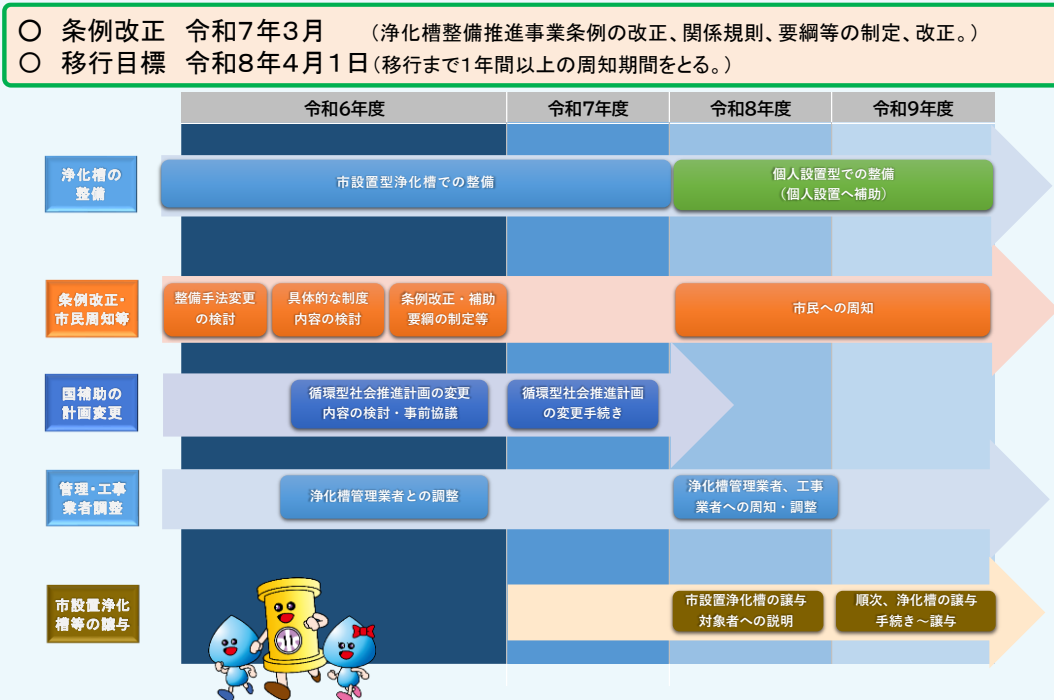 〇 条例改正 令和7年3月 （浄化槽整備推進事業条例の改正、関係規則、要綱等の制定、改正。）
〇 移行目標 令和8年4月1日（移行まで1年間以上の周知期間をとる。）
令和6年度 令和7年度 令和8年度 令和9年度
浄化槽の
整備
市設置型浄化槽での整備
個人設置型での整備
（個人設置へ補助）
条例改正・
市民周知等
整備手法変更
の検討
具体的な制度
内容の検討
条例改正・補助
要綱の制定等
市民への周知
国補助の
計画変更
循環型社会推進計画の変更
内容の検討・事前協議
循環型社会推進計画
の変更手続き
管理・工事
業者調整
浄化槽管理業者との調整
浄化槽管理業者、工事
業者への周知・調整
市設置浄化
槽等の譲与
市設置浄化槽の譲与
対象者への説明
順次、浄化槽の譲与
手続き～譲与